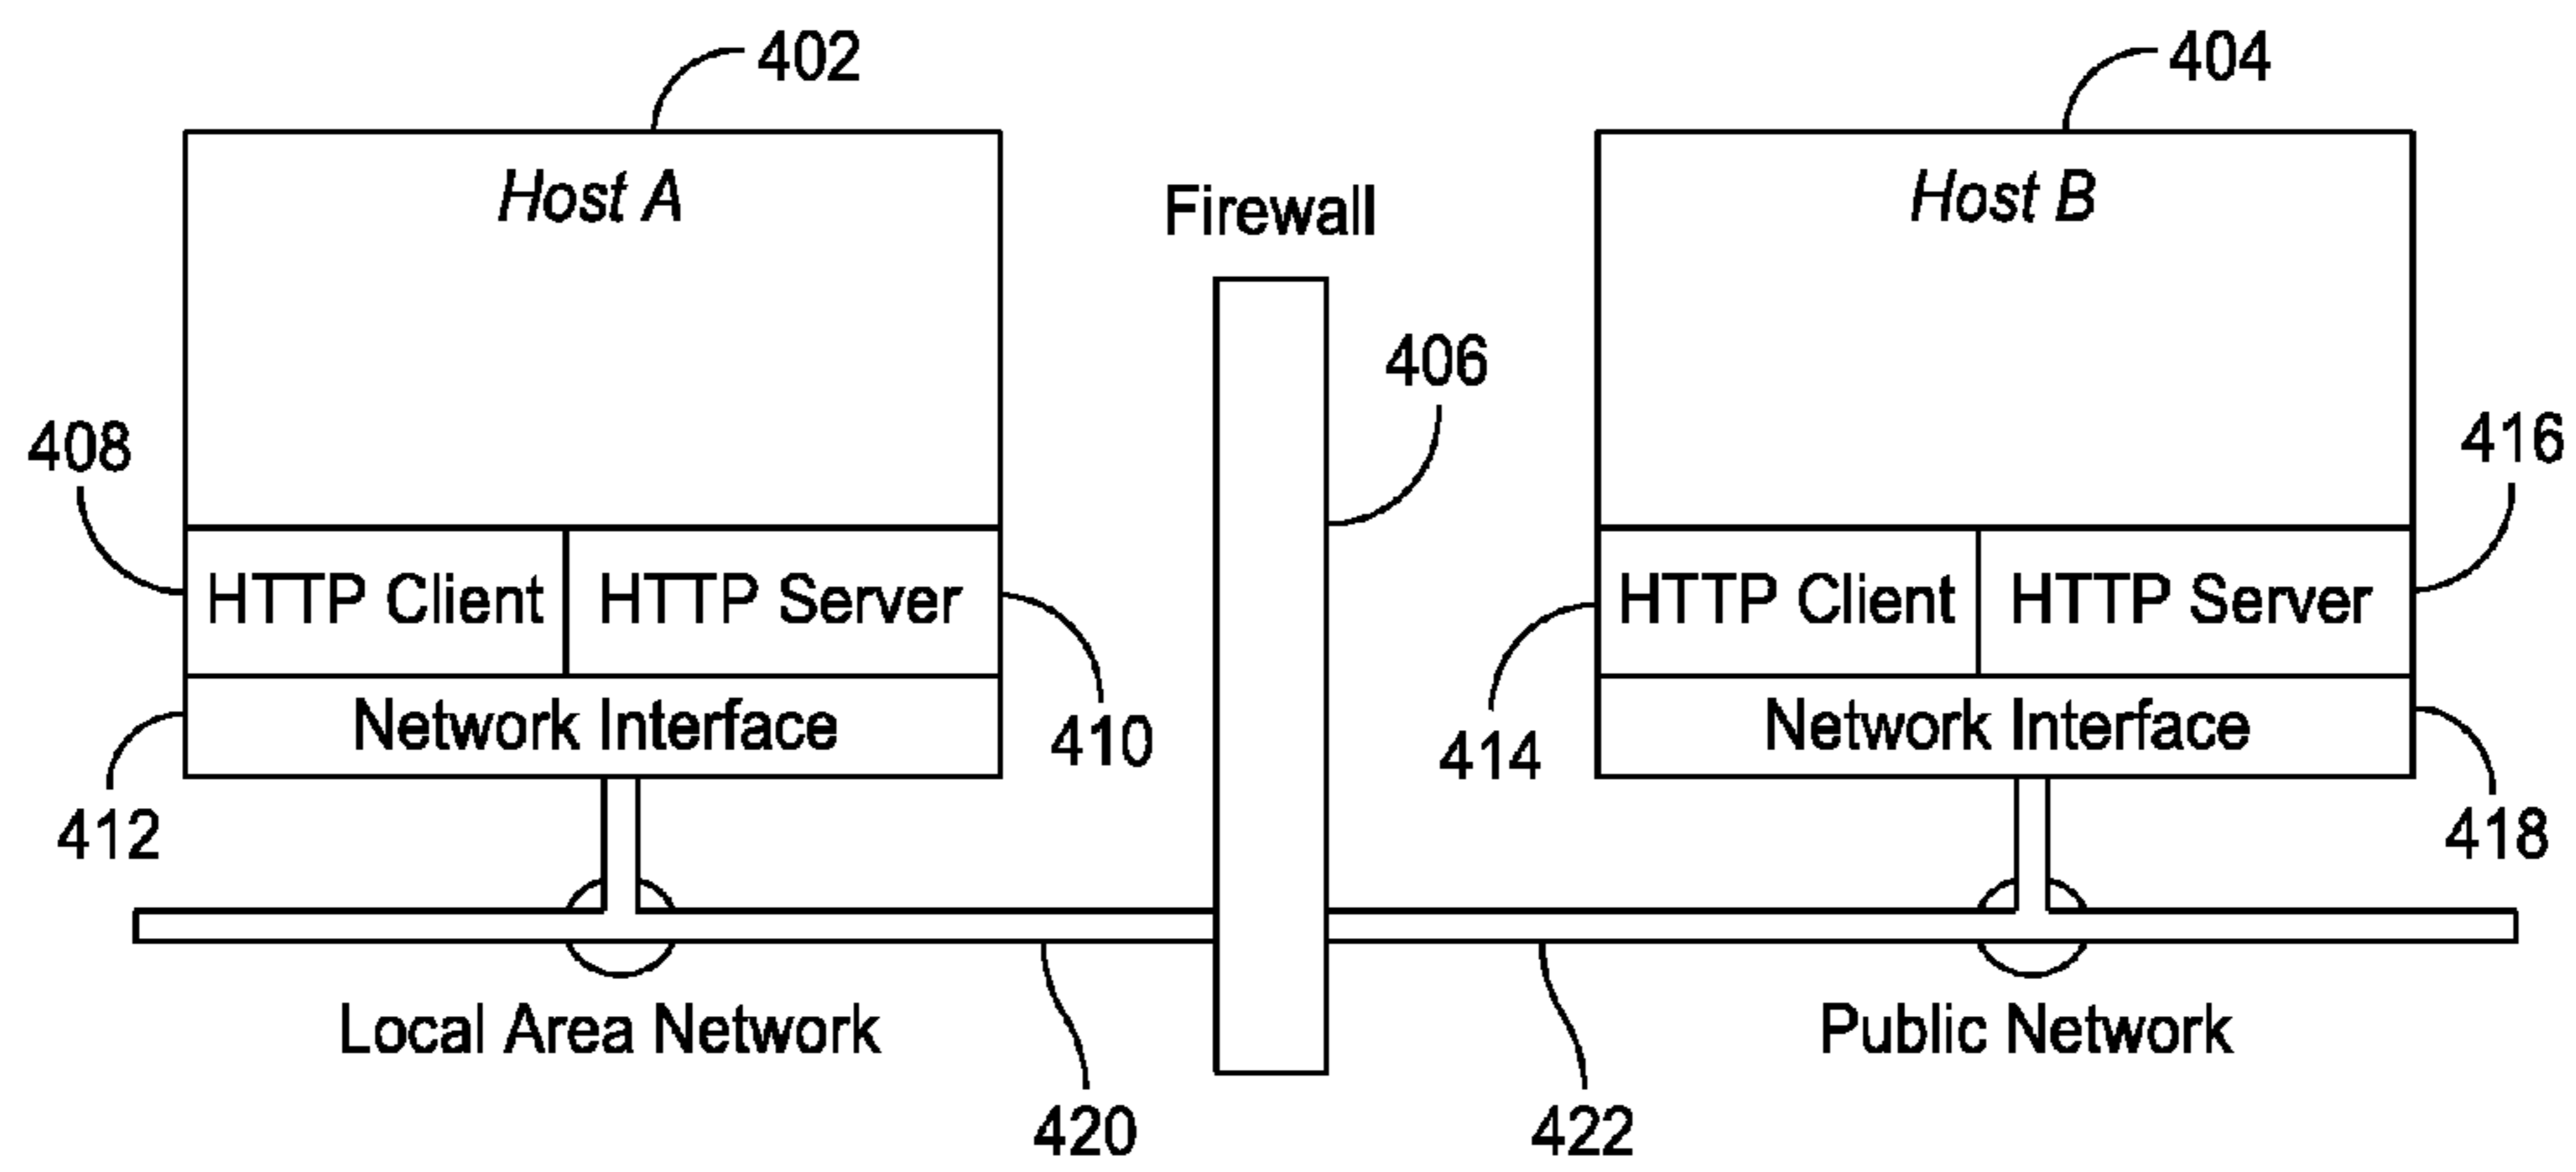 402
404
Host A
Firewall
Host B
406
408
416
HTTP Client
HTTP Server
HTTP Client
HTTP Server
Network Interface
410
Network Interface
414
412
418
Local Area Network
Public Network
420
422